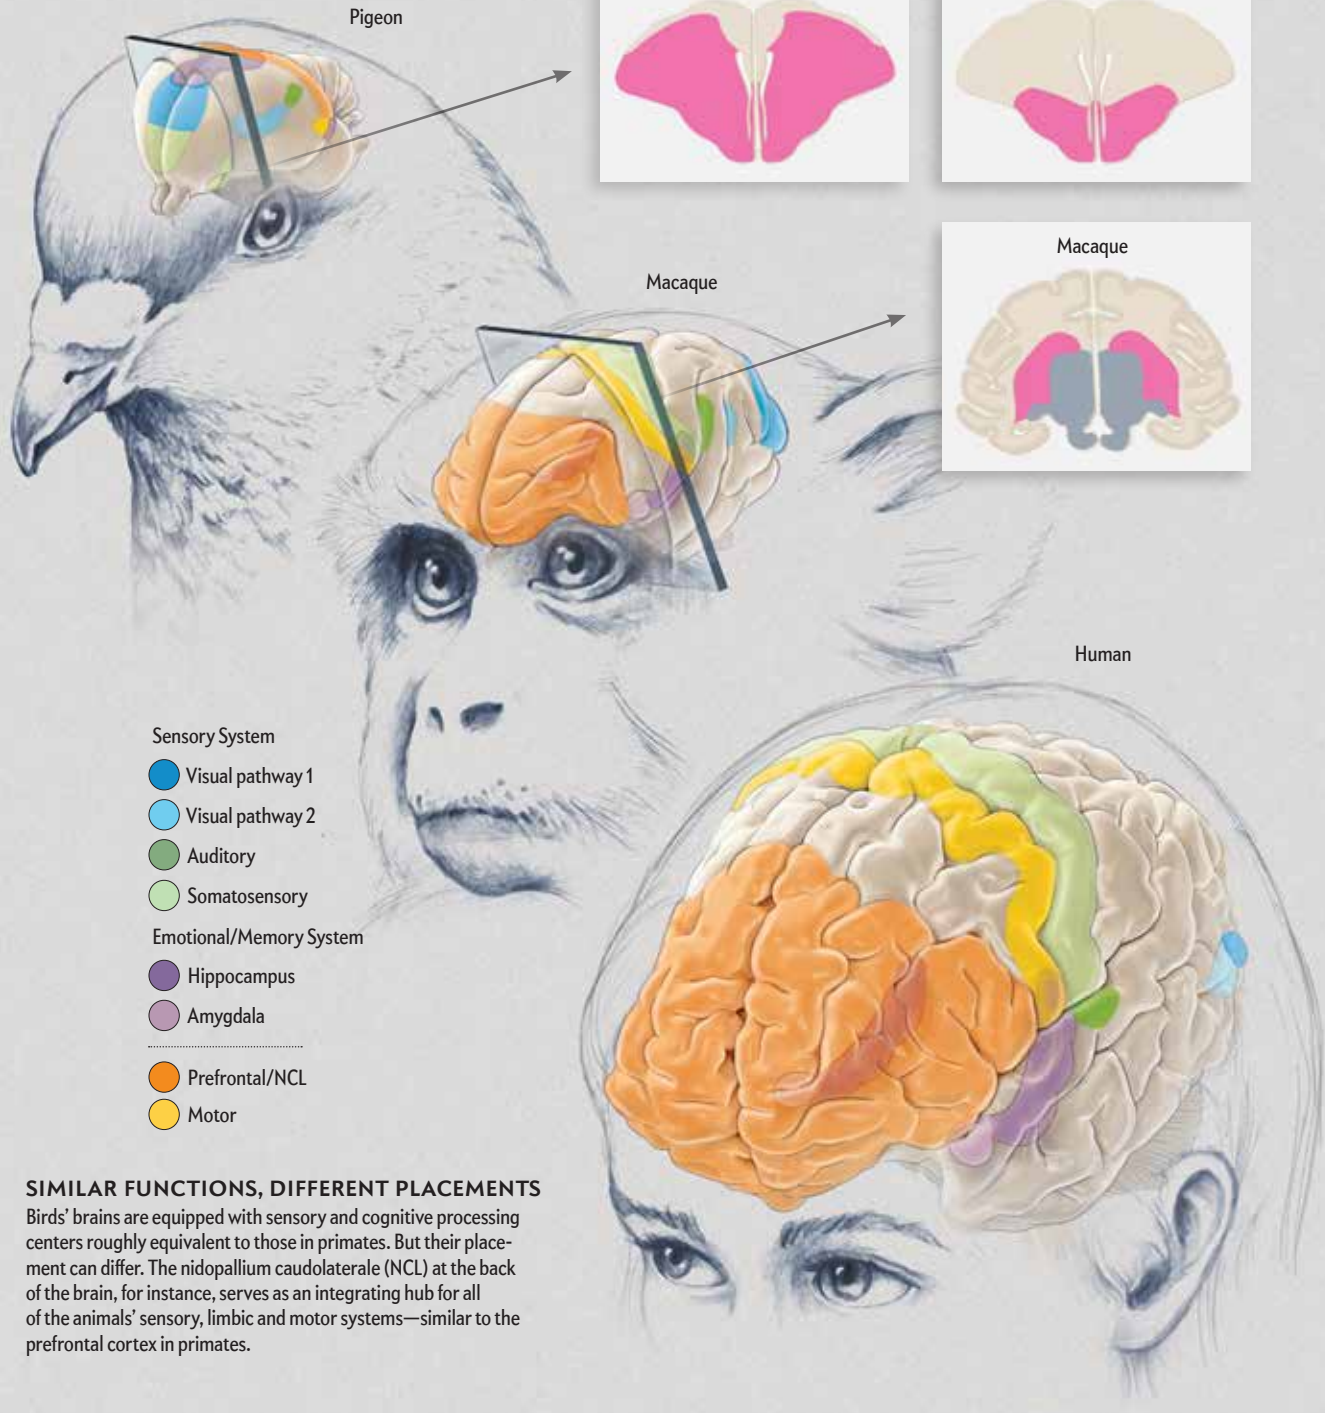 Pigeon
Macaque
Macaque
Human
Sensory System
Visual pathway 1
Visual pathway 2
Auditory
Somatosensory
Emotional/Memory System
Hippocampus
Amygdala
Prefrontal/NCL
Motor
SIMILAR FUNCTIONS, DIFFERENT PLACEMENTS
Birds’ brains are equipped with sensory and cognitive processing
centers roughly equivalent to those in primates. But their place-
ment can differ. The nidopallium caudolaterale (NCL) at the back
of the brain, for instance, serves as an integrating hub for all
of the animals’ sensory, limbic and motor systems—similar to the
prefrontal cortex in primates.